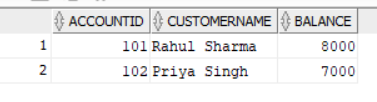 ACCOUNTID CUSTOMERNAME BALANCE
1 101 Rahul Sharma 8000
2 102 Priya Singh 7000